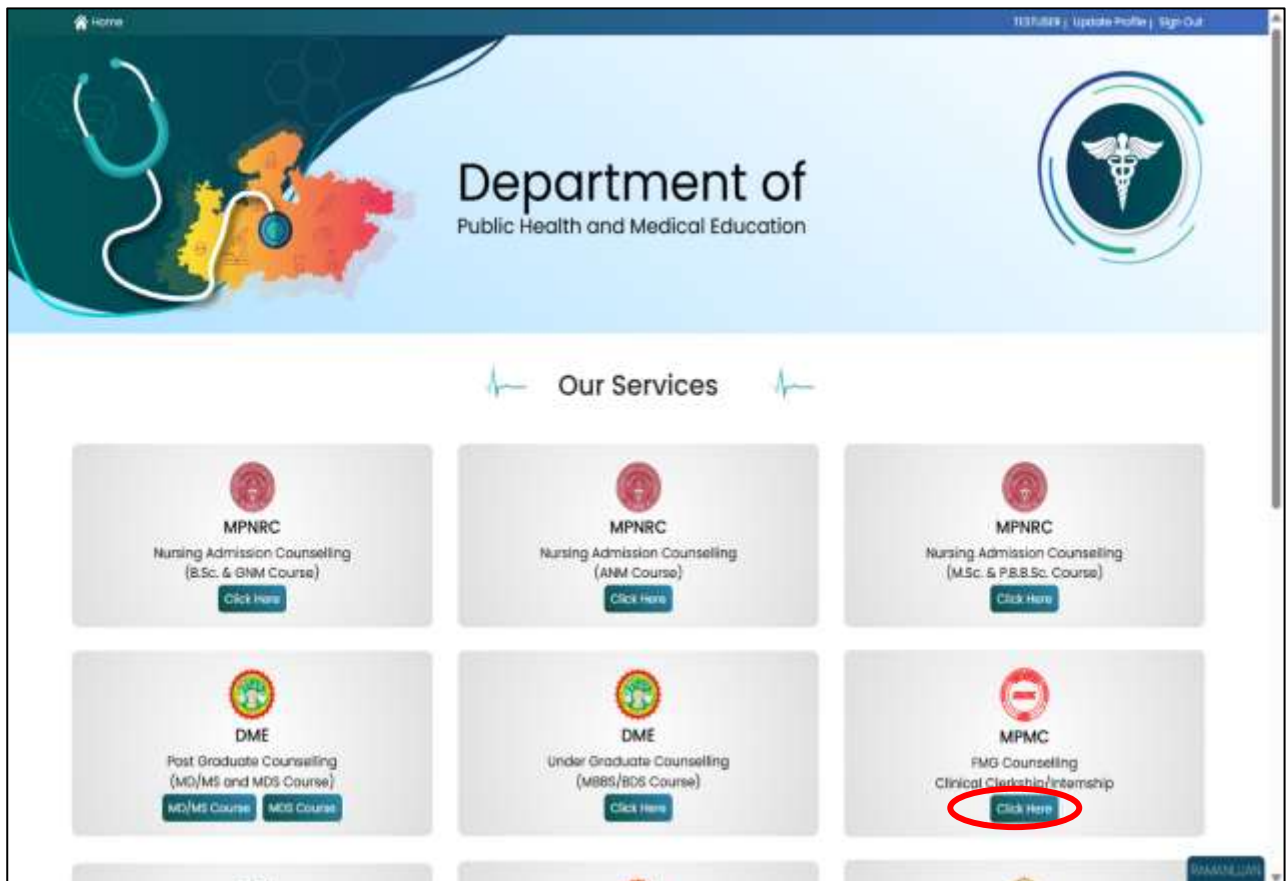 Home
TESTUSER | Update Profile | Sign Out
Department of
Public Health and Medical Education
Our Services
MPNRC
Nursing Admission Counselling
(B.Sc. & GNM Course)
Click Here
MPNRC
Nursing Admission Counselling
(ANM Course)
Click Here
MPNRC
Nursing Admission Counselling
(M.Sc. & P.B.B.Sc. Course)
Click Here
DME
Post Graduate Counselling
(MD/MS and MDS Course)
MD/MS Course MDS Course
DME
Under Graduate Counselling
(MBBS/BDS Course)
Click Here
MPMC
FMG Counselling
Clinical Clerkship/Internship
Click Here